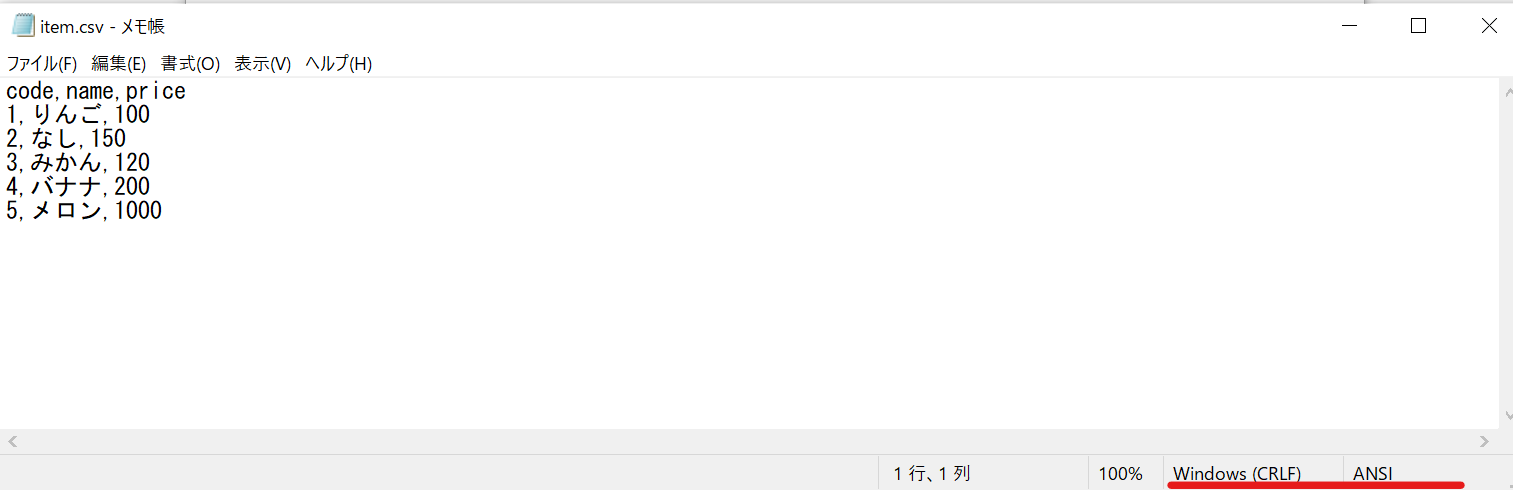 item.csv - メモ帳
ファイル(F) 編集(E) 書式(O) 表示(V) ヘルプ(H)
code,name,price
1,りんご,100
2,なし,150
3,みかん,120
4,バナナ,200
5,メロン,1000
1 行、1 列 100% Windows (CRLF) ANSI